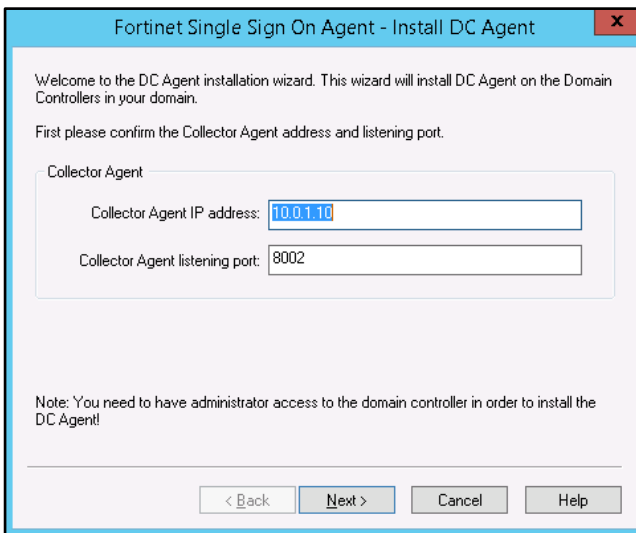 Fortinet Single Sign On Agent - Install DC Agent
x
Welcome to the DC Agent installation wizard. This wizard will install DC Agent on the Domain
Controllers in your domain.
First please confirm the Collector Agent address and listening port.
Collector Agent
Collector Agent IP address: 10.0.1.10
Collector Agent listening port: 8002
Note: You need to have administrator access to the domain controller in order to install the
DC Agent!
< Back Next > Cancel Help